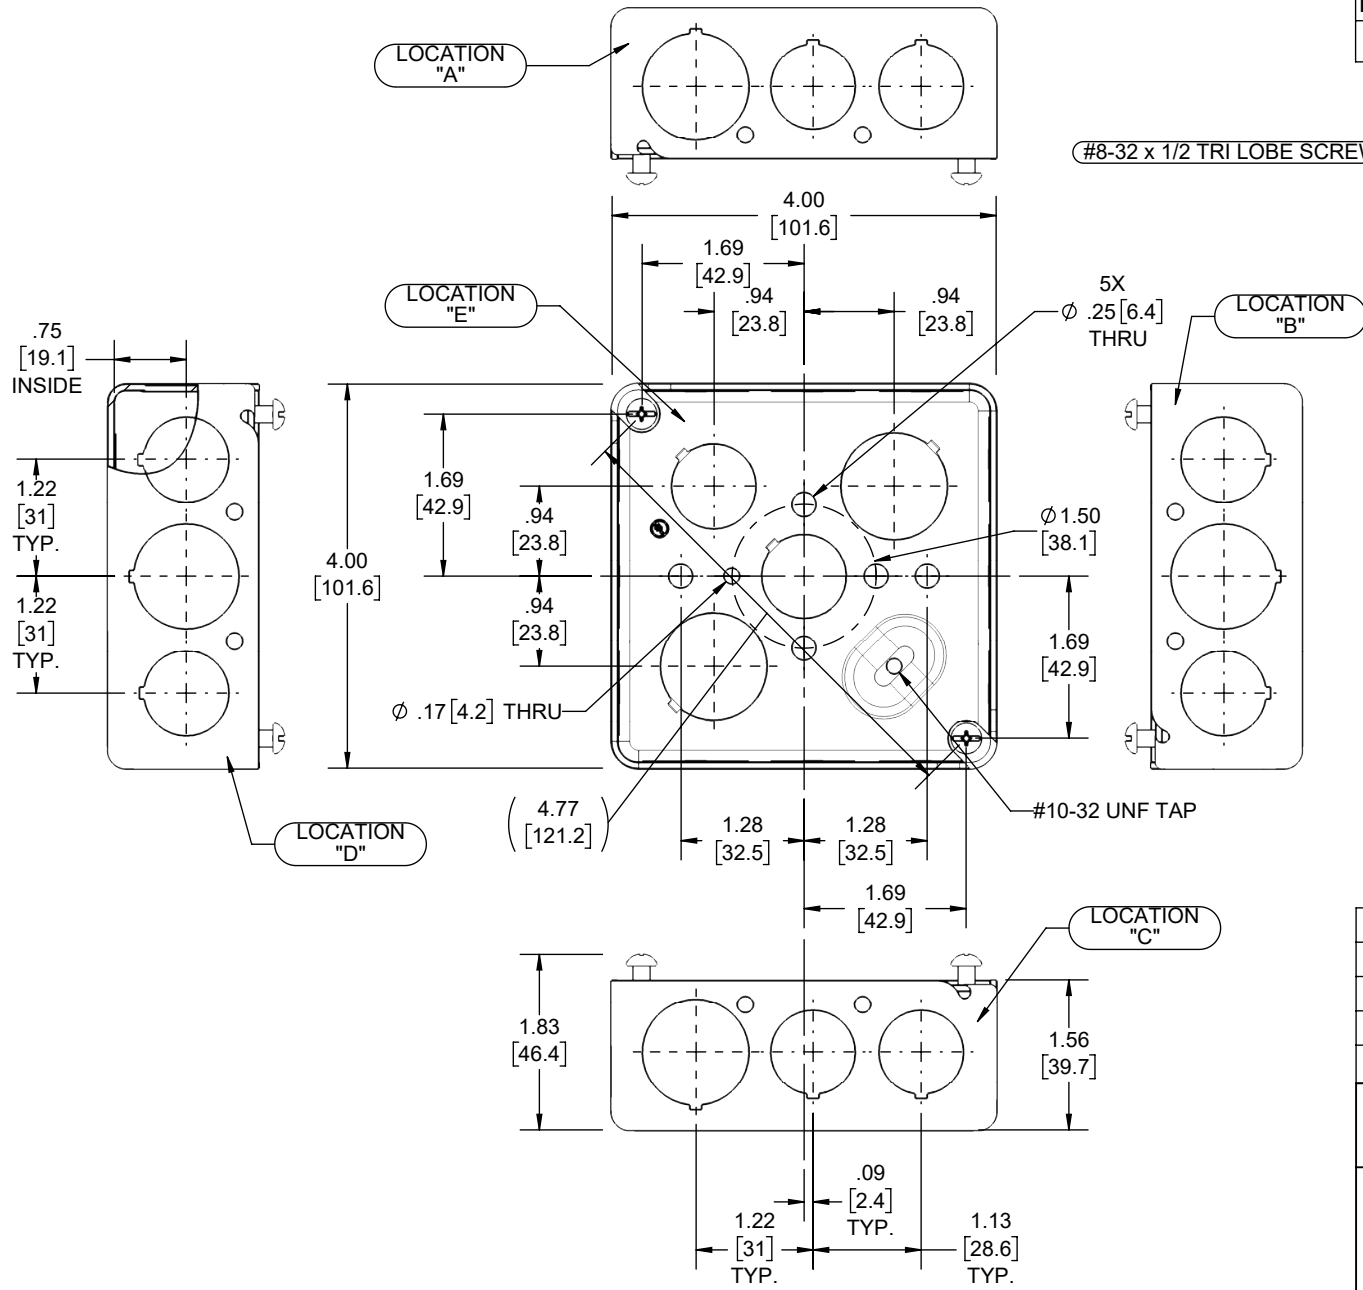 LOCATION
"A"
#8-32 x 1/2 TRI LOBE SCREW
4.00
[101.6]
1.69
[42.9]
.94
[23.8]
.94
[23.8]
5X
Ø .25[6.4]
THRU
LOCATION
"E"
LOCATION
"B"
.75
[19.1]
INSIDE
1.22
[31]
TYP.
1.22
[31]
TYP.
4.00
[101.6]
1.69
[42.9]
.94
[23.8]
.94
[23.8]
Ø1.50
[38.1]
1.69
[42.9]
Ø .17[4.2] THRU
LOCATION
"D"
4.77
[121.2]
1.28
[32.5]
1.28
[32.5]
#10-32 UNF TAP
1.69
[42.9]
LOCATION
"C"
1.83
[46.4]
1.56
[39.7]
.09
[2.4]
TYP.
1.22
[31]
TYP.
1.13
[28.6]
TYP.